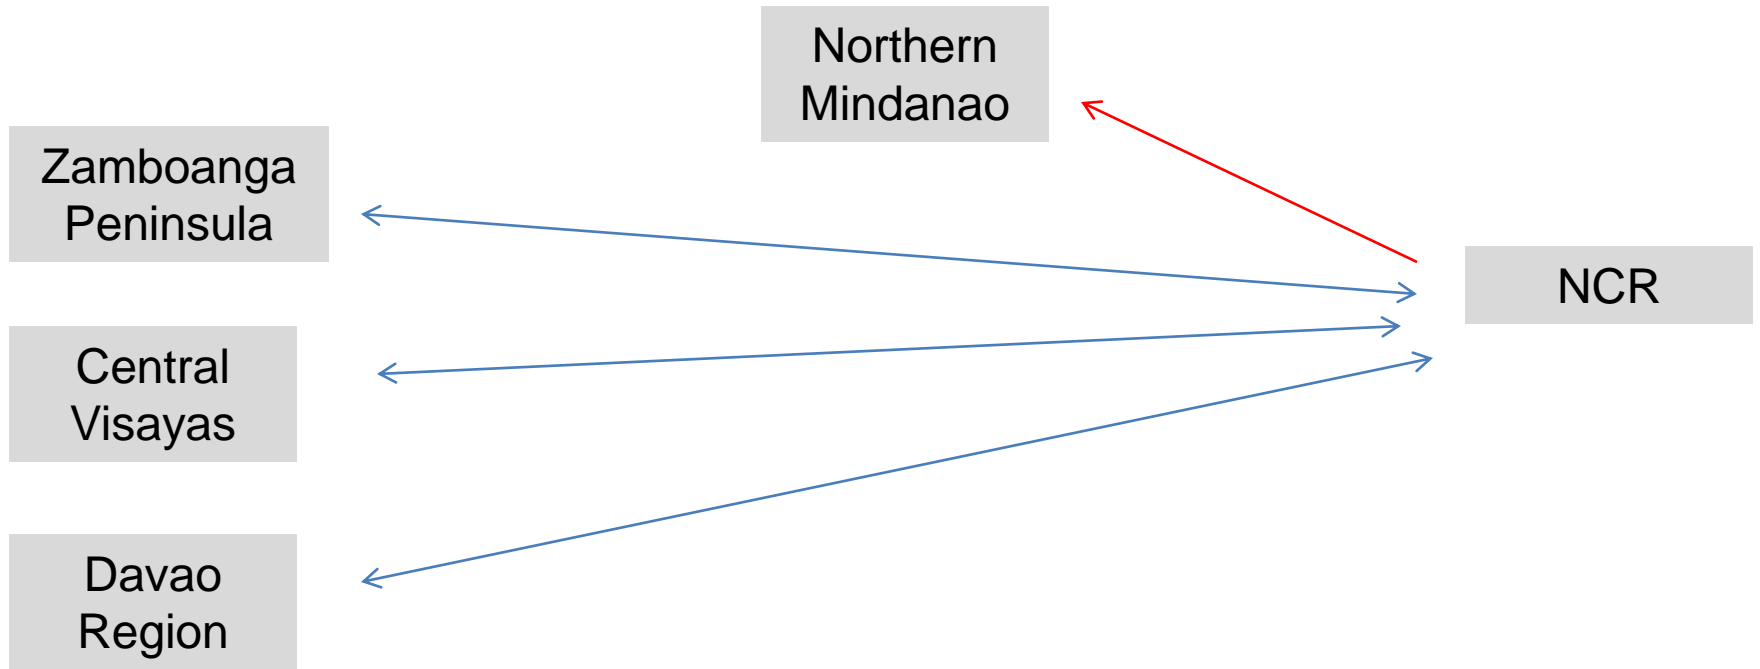 Northern
Mindanao
Zamboanga
Peninsula
NCR
Central
Visayas
Davao
Region